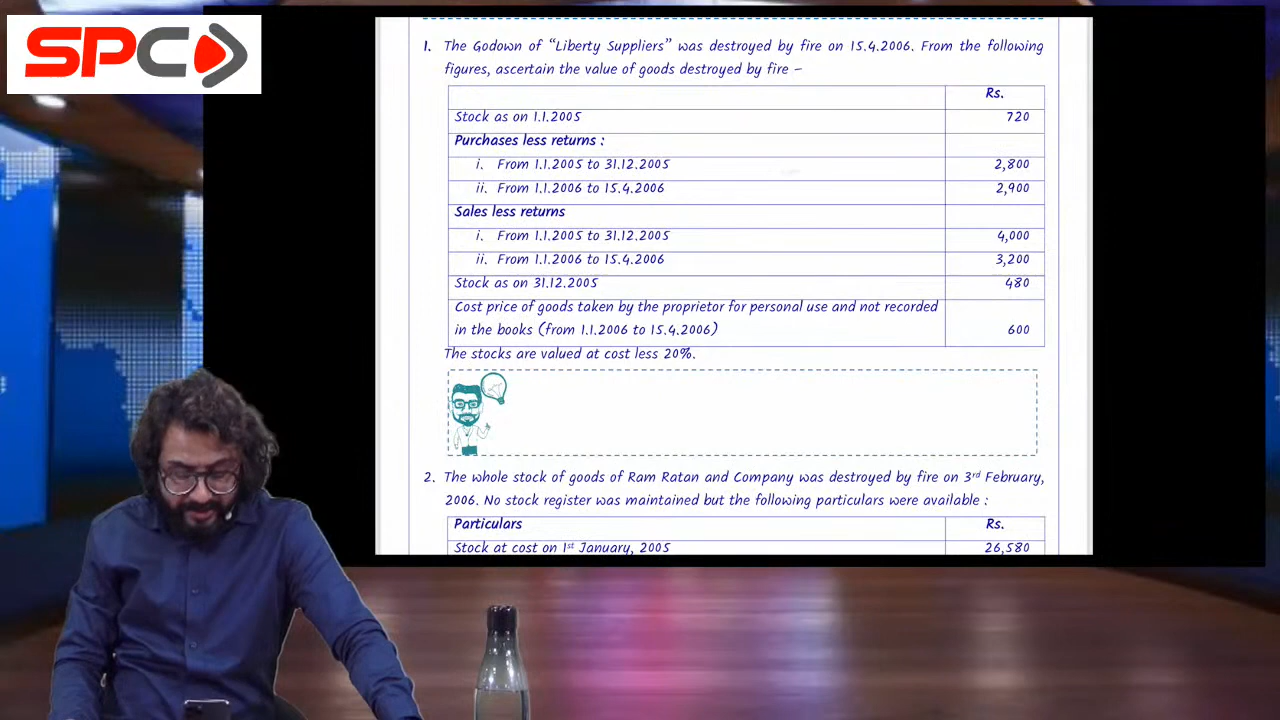 SPC
1. The Godown of “Liberty Suppliers” was destroyed by fire on 15.4.2006. From the following
figures, ascertain the value of goods destroyed by fire –
Rs.
Stock as on 1.1.2005 720
Purchases less returns :
i. From 1.1.2005 to 31.12.2005 2,800
ii. From 1.1.2006 to 15.4.2006 2,900
Sales less returns
i. From 1.1.2005 to 31.12.2005 4,000
ii. From 1.1.2006 to 15.4.2006 3,200
Stock as on 31.12.2005 480
Cost price of goods taken by the proprietor for personal use and not recorded
in the books (from 1.1.2006 to 15.4.2006) 600
The stocks are valued at cost less 20%.
2. The whole stock of goods of Ram Ratan and Company was destroyed by fire on 3rd February,
2006. No stock register was maintained but the following particulars were available :
Particulars Rs.
Stock at cost on 1st January, 2005 26,580